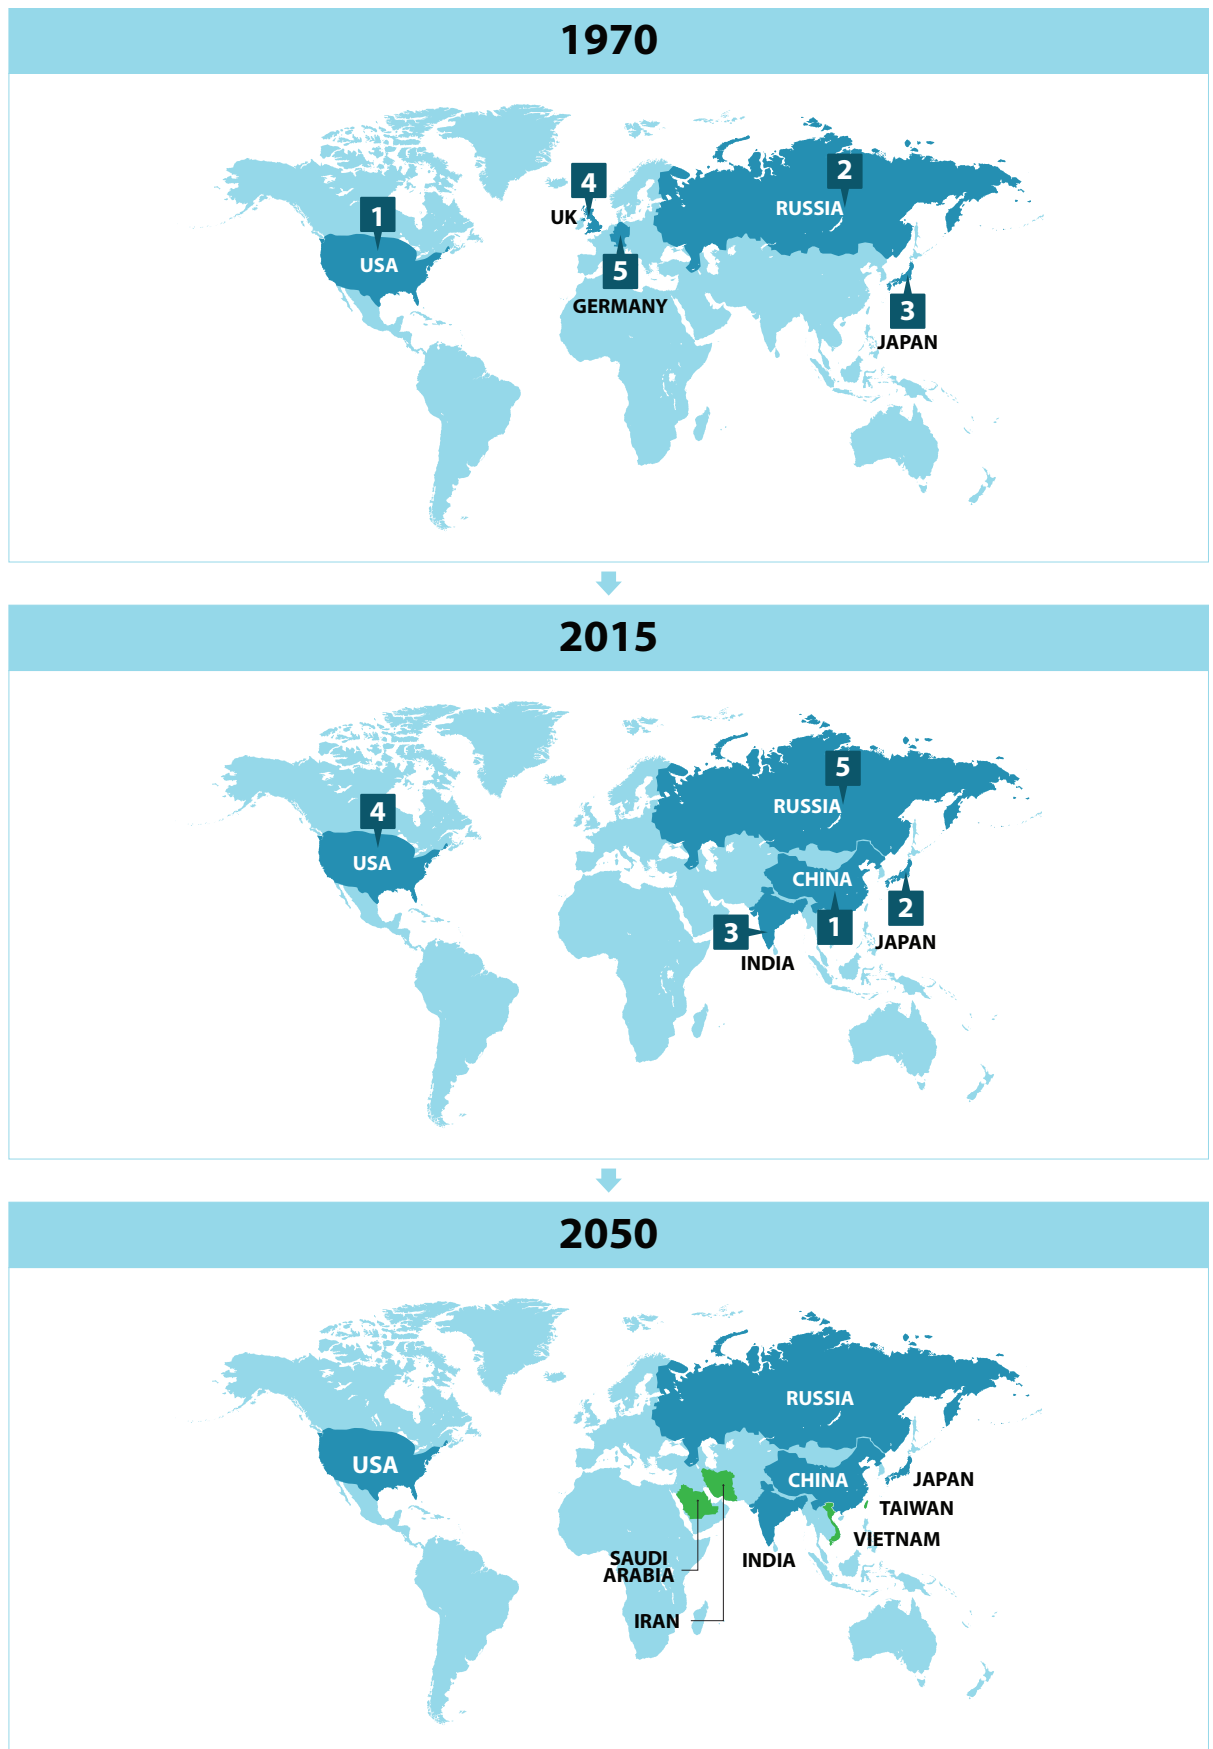 1970
4
2
1
UK
RUSSIA
USA
5
GERMANY
3
JAPAN
2015
5
4
RUSSIA
USA
CHINA
2
3
1
JAPAN
INDIA
2050
RUSSIA
USA
CHINA
JAPAN
TAIWAN
VIETNAM
SAUDI
ARABIA
INDIA
IRAN